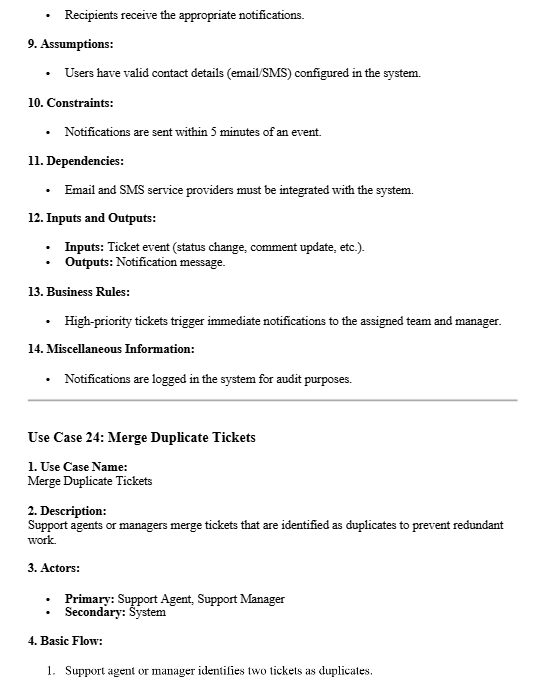 • Recipients receive the appropriate notifications.
9. Assumptions:
• Users have valid contact details (email/SMS) configured in the system.
10. Constraints:
• Notifications are sent within 5 minutes of an event.
11. Dependencies:
• Email and SMS service providers must be integrated with the system.
12. Inputs and Outputs:
• Inputs: Ticket event (status change, comment update, etc.).
• Outputs: Notification message.
13. Business Rules:
• High-priority tickets trigger immediate notifications to the assigned team and manager.
14. Miscellaneous Information:
• Notifications are logged in the system for audit purposes.
Use Case 24: Merge Duplicate Tickets
1. Use Case Name:
Merge Duplicate Tickets
2. Description:
Support agents or managers merge tickets that are identified as duplicates to prevent redundant
work.
3. Actors:
• Primary: Support Agent, Support Manager
• Secondary: System
4. Basic Flow:
1. Support agent or manager identifies two tickets as duplicates.